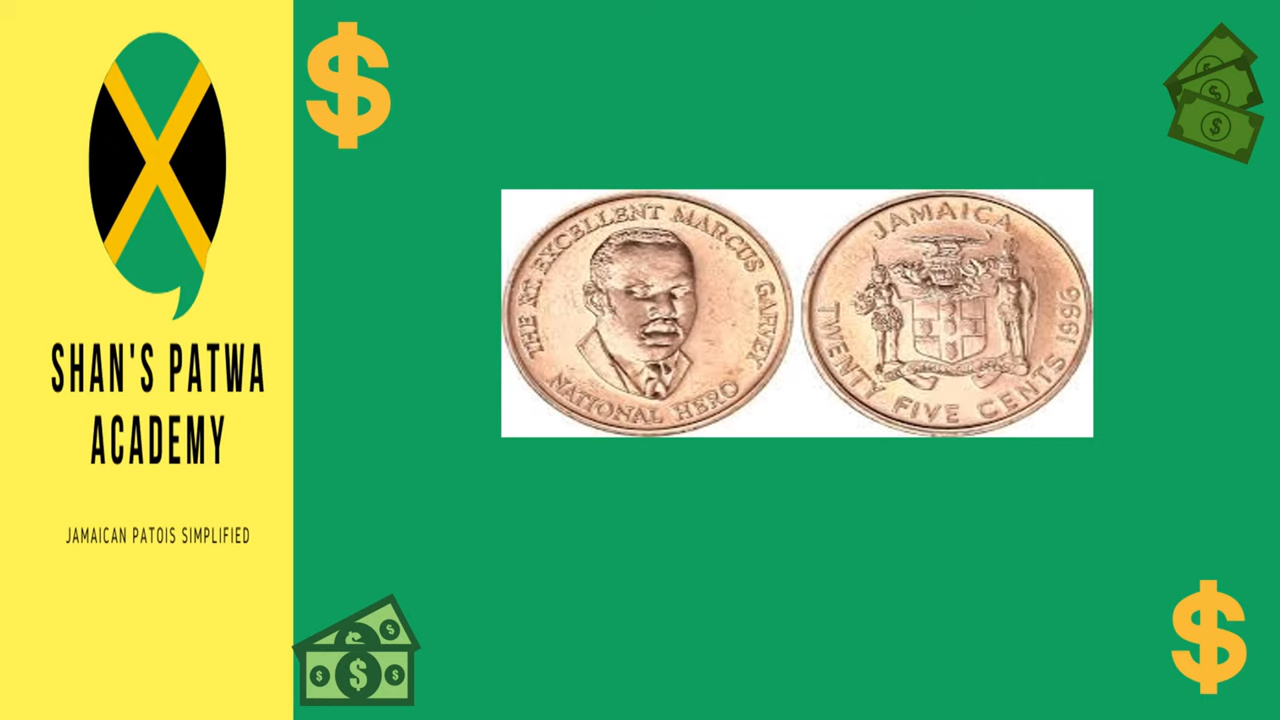 SHAN'S PATWA
ACADEMY
JAMAICAN PATOIS SIMPLIFIED
$
$
$
$
$
$
$
$
THE RT. EXCELLENT MARCUS GARVEY
NATIONAL HERO
JAMAICA
TWENTY FIVE CENTS 1996
$